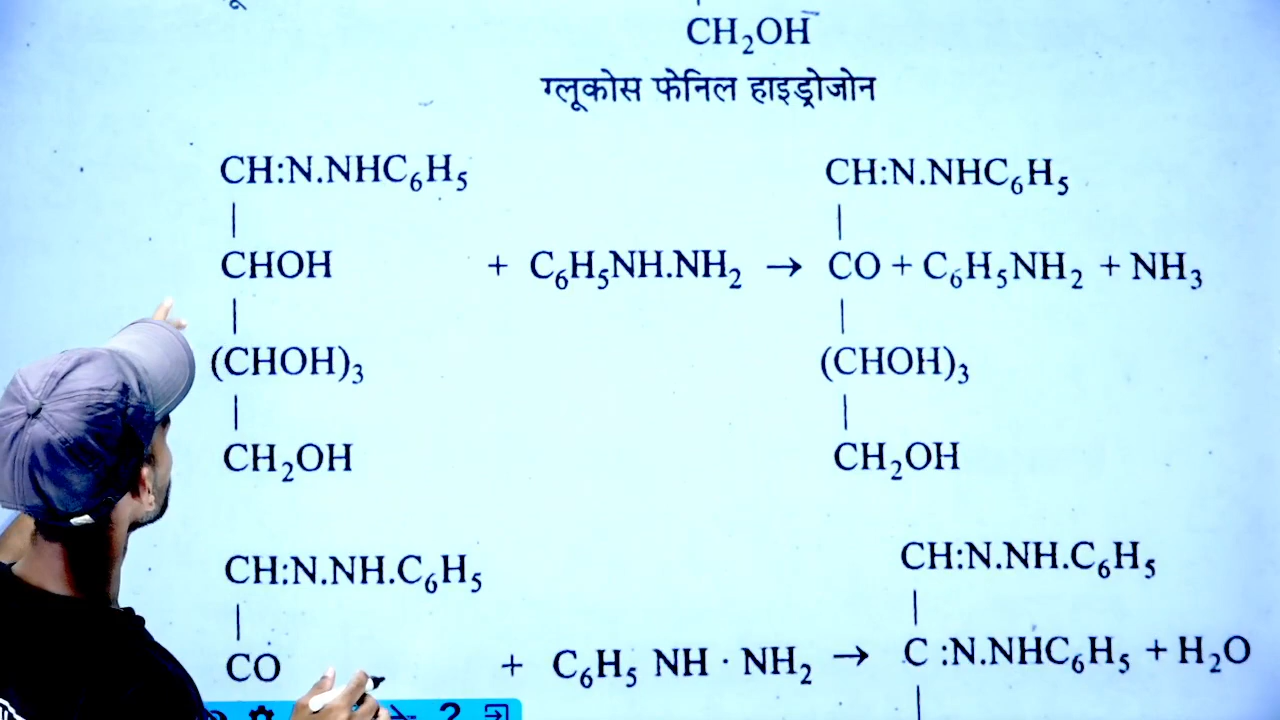 CH₂OH
ग्लूकोस फेनिल हाइड्रोजोन
CH:N.NHC₆H₅ CH:N.NHC₆H₅
| |
CHOH + C₆H₅NH.NH₂ → CO + C₆H₅NH₂ + NH₃
| |
(CHOH)₃ (CHOH)₃
| |
CH₂OH CH₂OH
CH:N.NH.C₆H₅ CH:N.NH.C₆H₅
| |
CO + C₆H₅ NH · NH₂ → C :N.NHC₆H₅ + H₂O
|
?